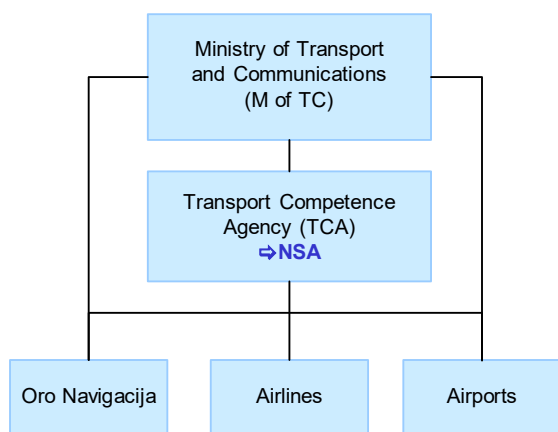 Ministry of Transport
and Communications
(M of TC)
Transport Competence
Agency (TCA)
⇨NSA
Oro Navigacija
Airlines
Airports